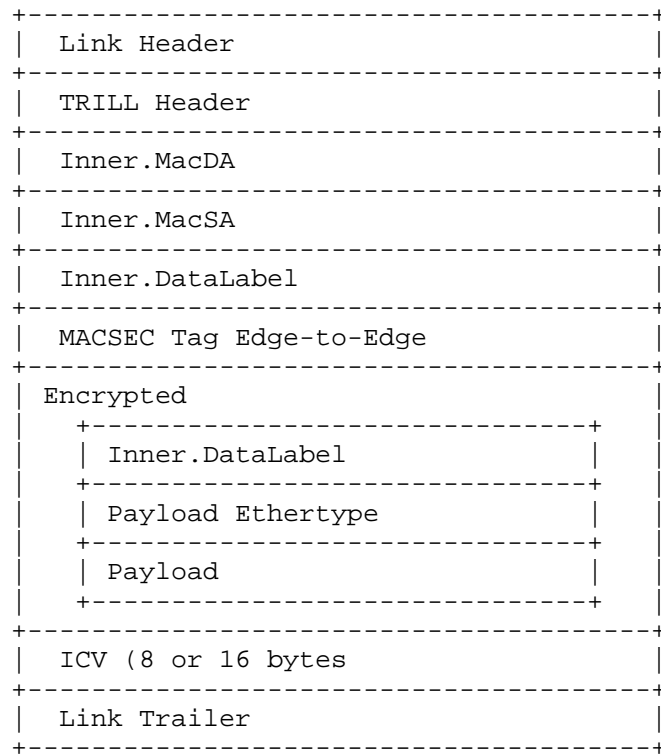 Link Header
TRILL Header
Inner.MacDA
Inner.MacSA
Inner.DataLabel
MACSEC Tag Edge-to-Edge
Encrypted
Inner.DataLabel
Payload Ethertype
Payload
ICV (8 or 16 bytes
Link Trailer